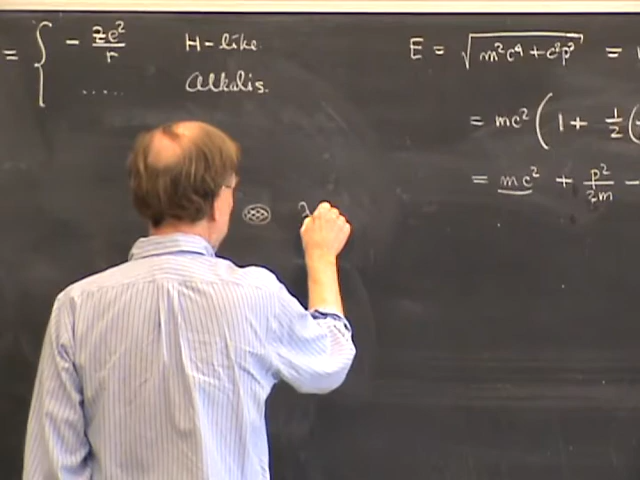 = { - ze²/r H-like
..... Alkalis.
E = √(m²c⁴ + c²p²) =
= mc² ( 1 + 1/2 (
= mc² + p²/2m -